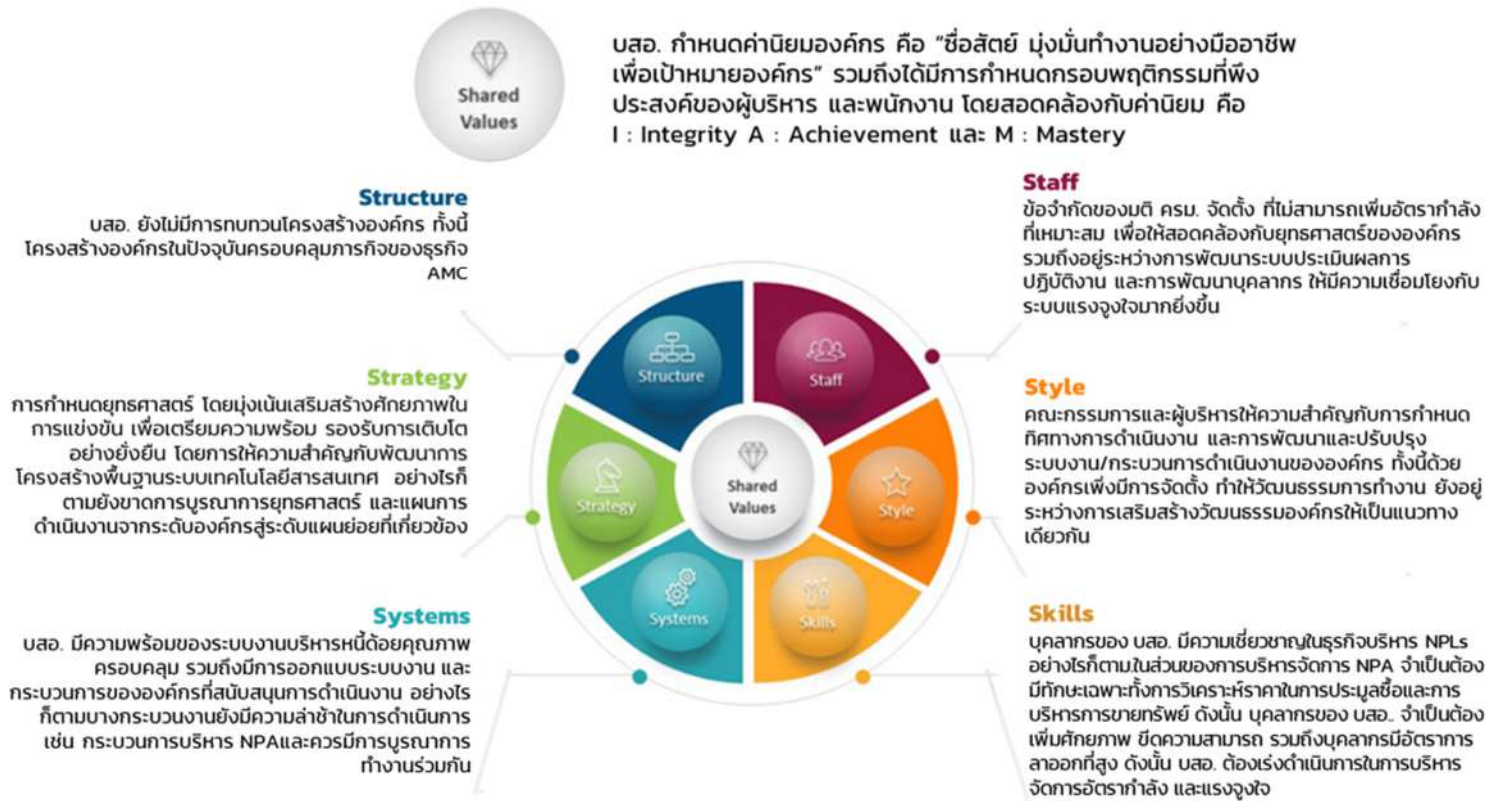 Shared
Values
บสอ. กำหนดค่านิยมองค์กร คือ "ซื่อสัตย์ มุ่งมั่นทำงานอย่างมืออาชีพ
เพื่อเป้าหมายองค์กร" รวมถึงได้มีการกำหนดกรอบพฤติกรรมที่พึง
ประสงค์ของผู้บริหาร และพนักงาน โดยสอดคล้องกับค่านิยม คือ
I : Integrity A : Achievement และ M : Mastery
Structure
บสอ. ยังไม่มีการทบทวนโครงสร้างองค์กร ทั้งนี้
โครงสร้างองค์กรในปัจจุบันครอบคลุมภารกิจของธุรกิจ
AMC
Strategy
การกำหนดยุทธศาสตร์ โดยมุ่งเน้นเสริมสร้างศักยภาพใน
การแข่งขัน เพื่อเตรียมความพร้อม รองรับการเติบโต
อย่างยั่งยืน โดยการให้ความสำคัญกับพัฒนาการ
โครงสร้างพื้นฐานระบบเทคโนโลยีสารสนเทศ อย่างไรก็
ตามยังขาดการบูรณาการยุทธศาสตร์ และแผนการ
ดำเนินงานจากระดับองค์กรสู่ระดับแผนย่อยที่เกี่ยวข้อง
Systems
บสอ. มีความพร้อมของระบบงานบริหารหนี้ด้อยคุณภาพ
ครอบคลุม รวมถึงมีการออกแบบระบบงาน และ
กระบวนการขององค์กรที่สนับสนุนการดำเนินงาน อย่างไร
ก็ตามบางกระบวนงานยังมีความล่าช้าในการดำเนินการ
เช่น กระบวนการบริหาร NPAและควรมีการบูรณาการ
ทำงานร่วมกัน
Structure
Staff
Strategy
Shared
Values
Style
Systems
Skills
Staff
ข้อจำกัดของมติ ครม. จัดตั้ง ที่ไม่สามารถเพิ่มอัตรากำลัง
ที่เหมาะสม เพื่อให้สอดคล้องกับยุทธศาสตร์ขององค์กร
รวมถึงอยู่ระหว่างการพัฒนาระบบประเมินผลการ
ปฏิบัติงาน และการพัฒนาบุคลากร ให้มีความเชื่อมโยงกับ
ระบบแรงจูงใจมากยิ่งขึ้น
Style
คณะกรรมการและผู้บริหารให้ความสำคัญกับการกำหนด
ทิศทางการดำเนินงาน และการพัฒนาและปรับปรุง
ระบบงาน/กระบวนการดำเนินงานขององค์กร ทั้งนี้ด้วย
องค์กรเพิ่งมีการจัดตั้ง ทำให้วัฒนธรรมการทำงาน ยังอยู่
ระหว่างการเสริมสร้างวัฒนธรรมองค์กรให้เป็นแนวทาง
เดียวกัน
Skills
บุคลากรของ บสอ. มีความเชี่ยวชาญในธุรกิจบริหาร NPLs
อย่างไรก็ตามในส่วนของการบริหารจัดการ NPA จำเป็นต้อง
มีทักษะเฉพาะทั้งการวิเคราะห์ราคาในการประมูลซื้อและการ
บริหารการขายทรัพย์ ดังนั้น บุคลากรของ บสอ.. จำเป็นต้อง
เพิ่มศักยภาพ ขีดความสามารถ รวมถึงบุคลากรมีอัตราการ
ลาออกที่สูง ดังนั้น บสอ. ต้องเร่งดำเนินการในการบริหาร
จัดการอัตรากำลัง และแรงจูงใจ